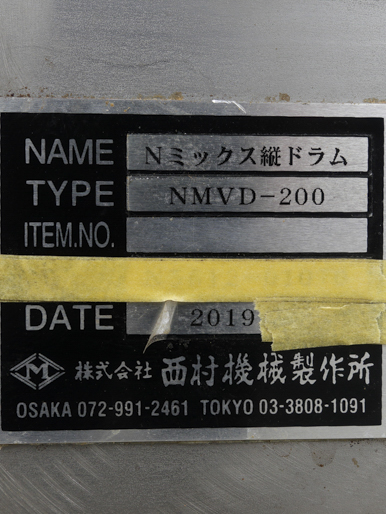 NAME Nミックス縦ドラム
TYPE NMVD-200
ITEM.NO.
DATE 2019
株式会社 西村機械製作所
OSAKA 072-991-2461 TOKYO 03-3808-1091